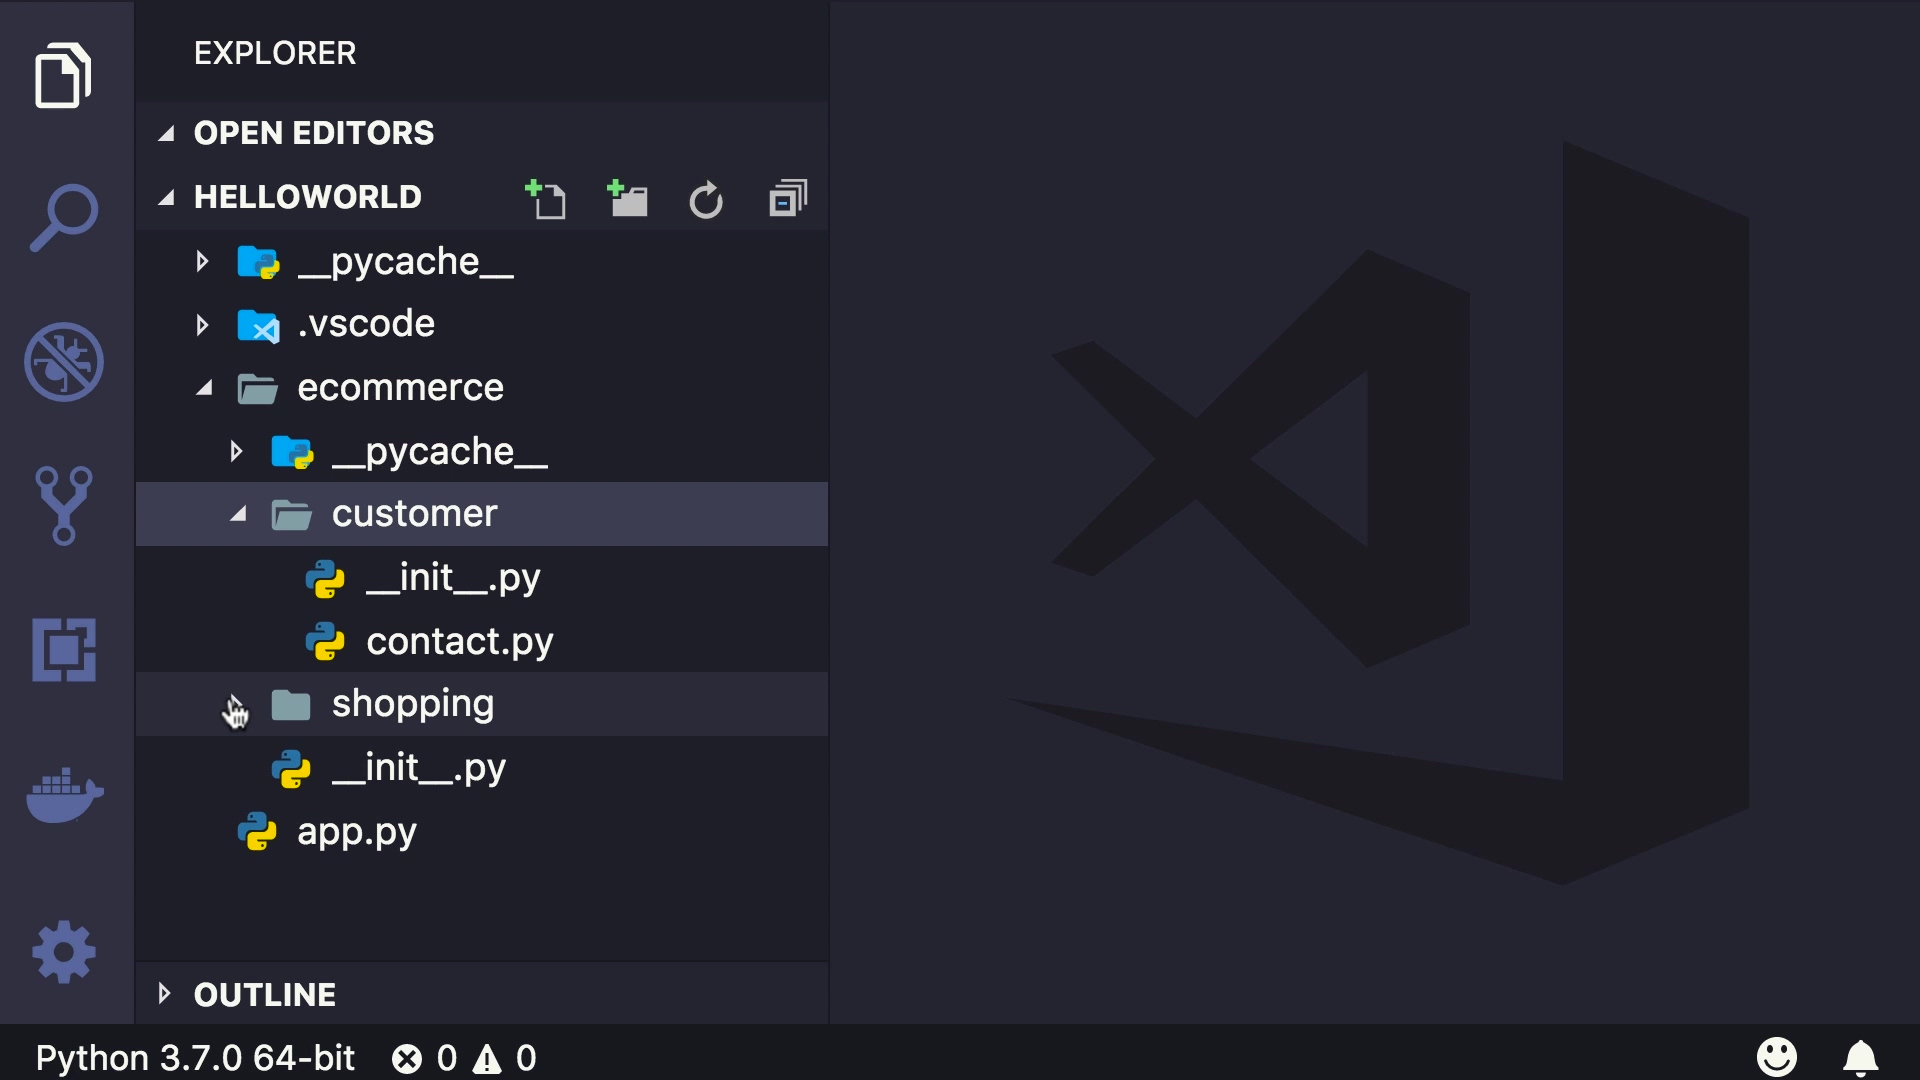 EXPLORER
OPEN EDITORS
HELLOWORLD
__pycache__
.vscode
ecommerce
__pycache__
customer
__init__.py
contact.py
shopping
__init__.py
app.py
OUTLINE
Python 3.7.0 64-bit 0 0